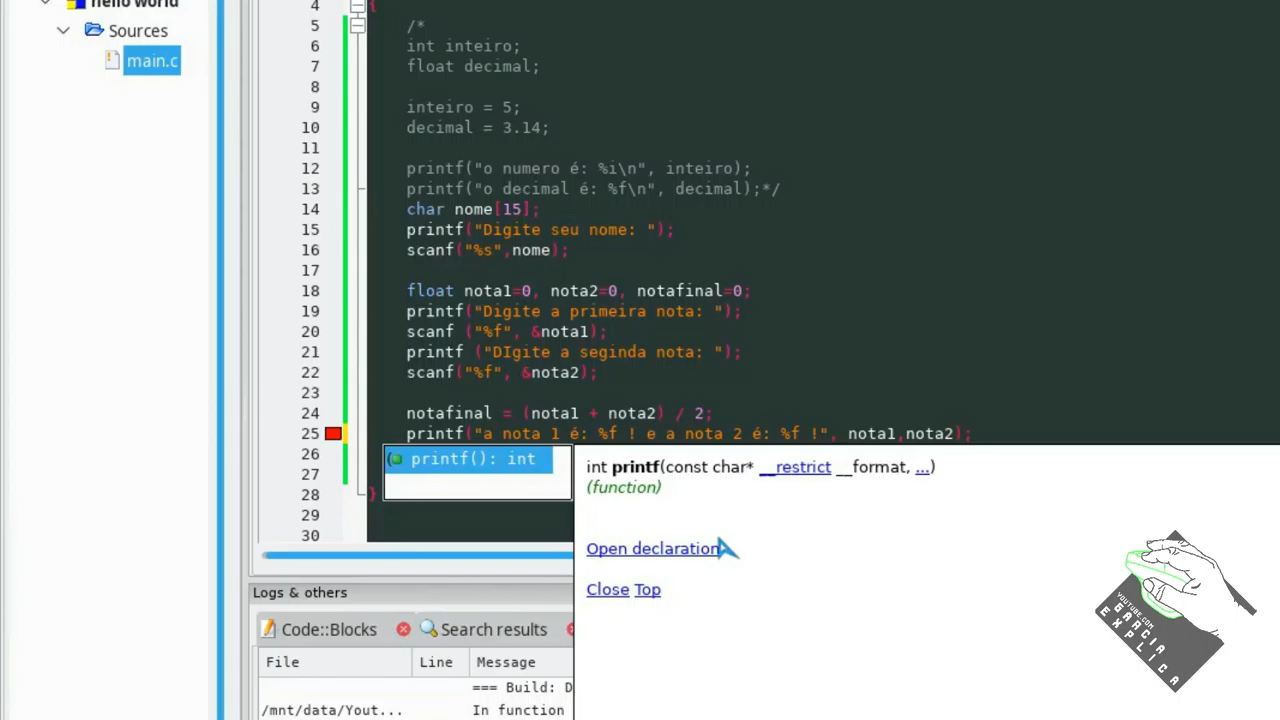 hello world
Sources
main.c
4 {
5 /*
6 int inteiro;
7 float decimal;
8
9 inteiro = 5;
10 decimal = 3.14;
11
12 printf("o numero é: %i\n", inteiro);
13 printf("o decimal é: %f\n", decimal);*/
14 char nome[15];
15 printf("Digite seu nome: ");
16 scanf("%s",nome);
17
18 float nota1=0, nota2=0, notafinal=0;
19 printf("Digite a primeira nota: ");
20 scanf ("%f", &nota1);
21 printf ("DIgite a seginda nota: ");
22 scanf("%f", &nota2);
23
24 notafinal = (nota1 + nota2) / 2;
25 printf("a nota 1 é: %f ! e a nota 2 é: %f !", nota1,nota2);
26
27
28 }
29
30
printf(): int
int printf(const char* __restrict __format, ...)
(function)
Open declaration
Close Top
Logs & others
Code::Blocks Search results
File Line Message
=== Build: D
/mnt/data/Yout... In function
YOUTUBE.COM
GARCIA
EXPLICA